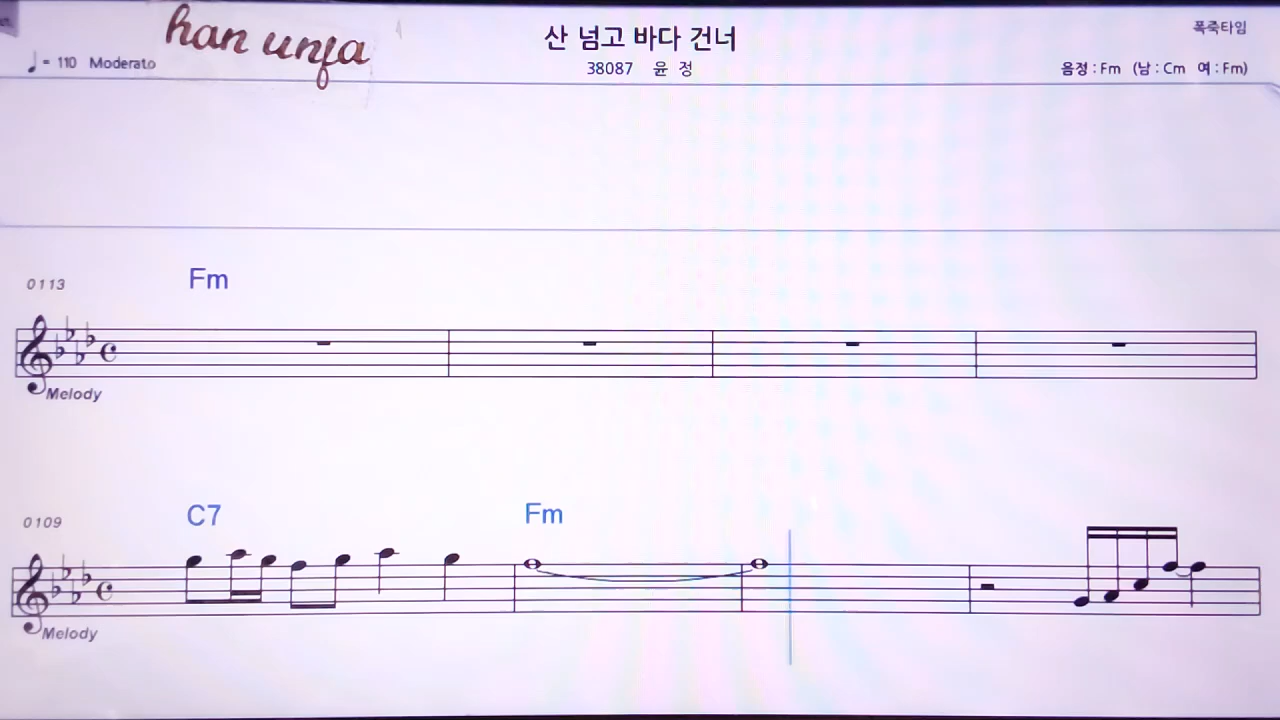 han unfa
산 넘고 바다 건너
폭죽타임
♩= 110 Moderato
38087 윤 정
음정 : Fm (남 : Cm 여 : Fm)
0113
Fm
Melody
0109
C7
Fm
Melody